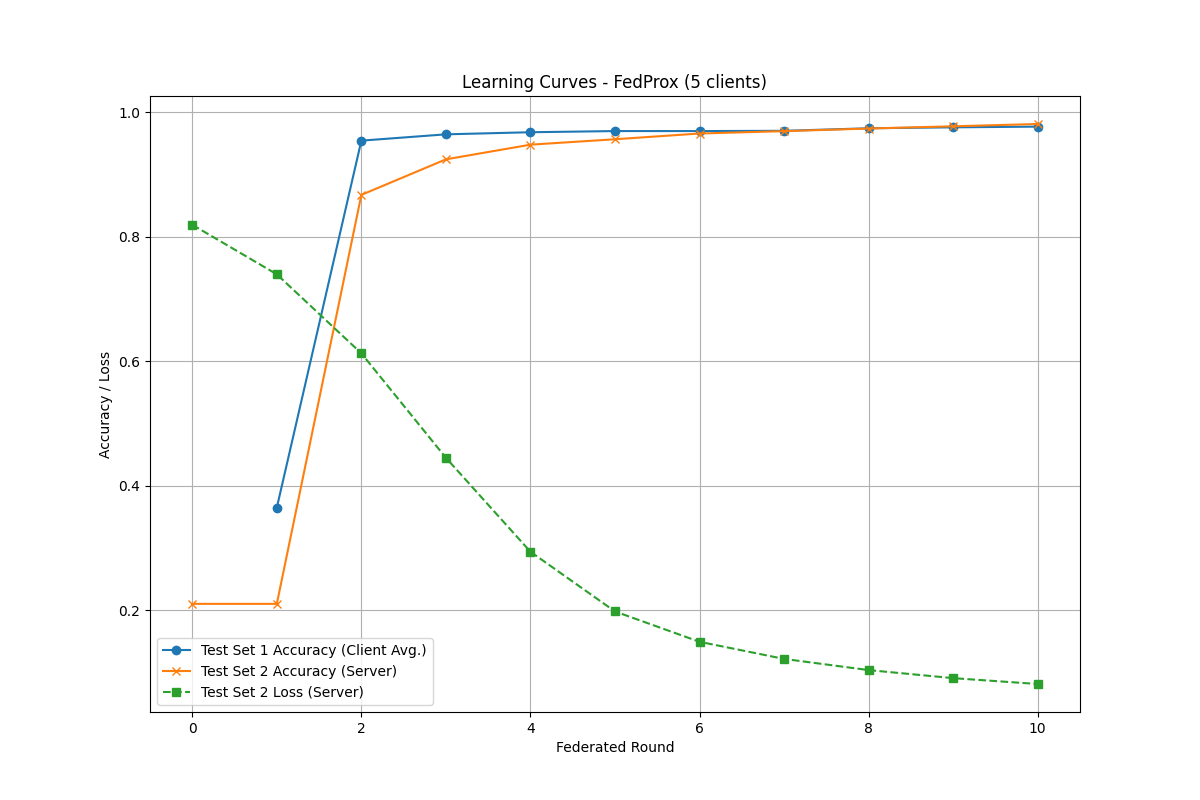 Learning Curves - FedProx (5 clients)
Accuracy / Loss
1.0
0.8
0.6
0.4
0.2
Test Set 1 Accuracy (Client Avg.)
Test Set 2 Accuracy (Server)
Test Set 2 Loss (Server)
0 2 4 6 8 10
Federated Round